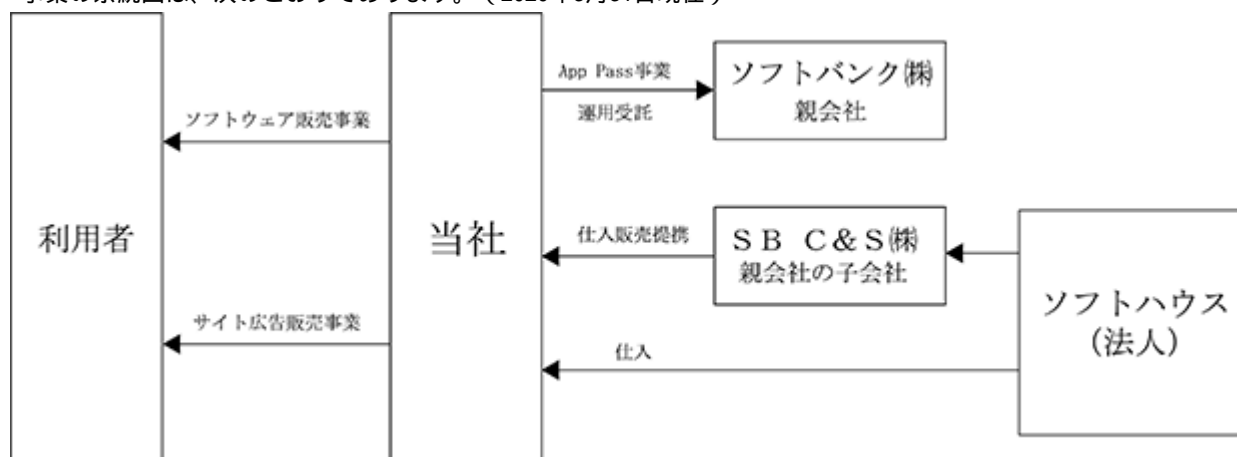 App Pass事業
運用受託
ソフトバンク㈱
親会社
ソフトウェア販売事業
利用者
当社
仕入販売提携
ＳＢ Ｃ＆Ｓ㈱
親会社の子会社
ソフトハウス
(法人)
サイト広告販売事業
仕入